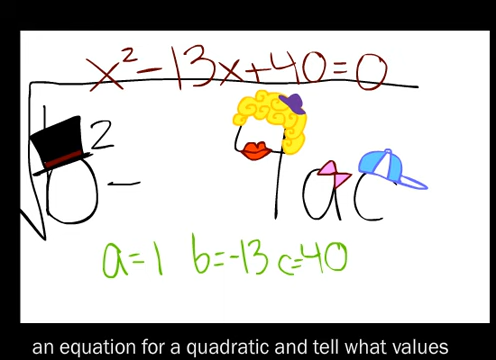 x² - 13x + 40 = 0
√b² - 4ac
a = 1 b = -13 c = 40
an equation for a quadratic and tell what values